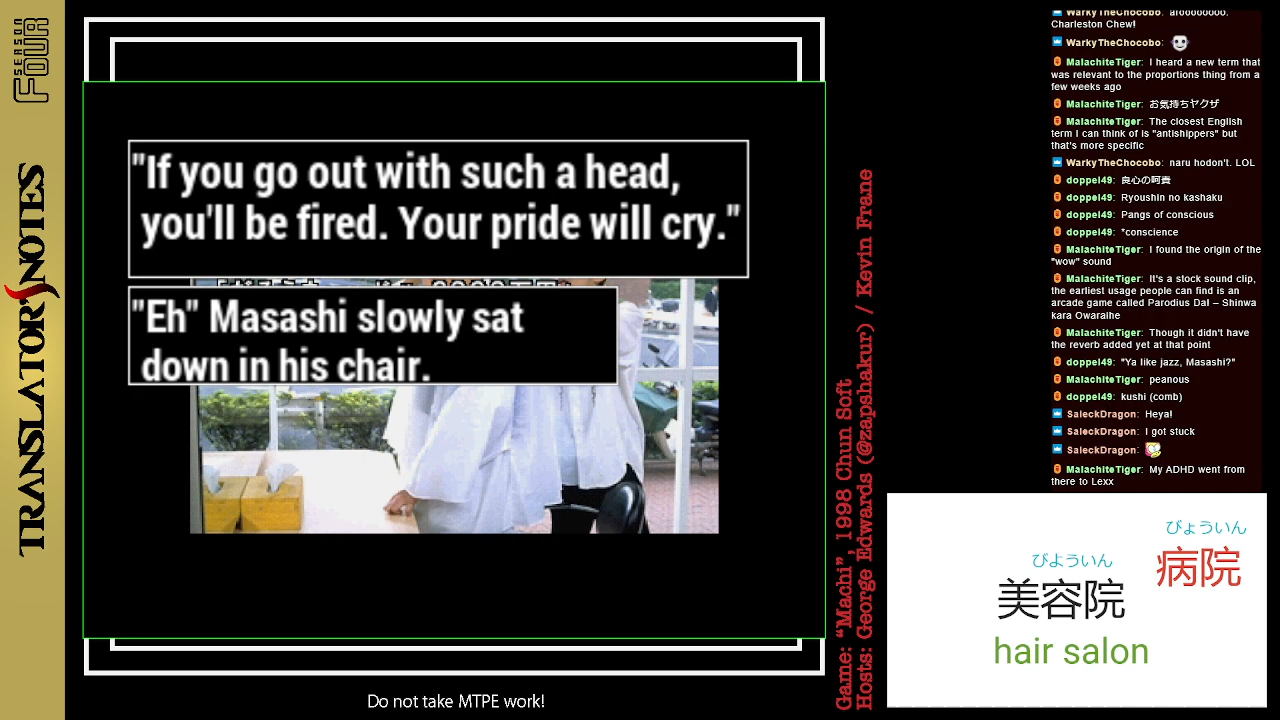 SEASON
FOUR
TRANSLATOR'S NOTES
"If you go out with such a head,
you'll be fired. Your pride will cry."
"Eh" Masashi slowly sat
down in his chair.
Do not take MTPE work!
Game: "Machi", 1998 Chun Soft
Hosts: George Edwards (@zapshakur) / Kevin Frane
WarkyTheChocobo: afoooooooo.
Charleston Chew!
WarkyTheChocobo:
MalachiteTiger: I heard a new term that
was relevant to the proportions thing from a
few weeks ago
MalachiteTiger: お気持ちヤクザ
MalachiteTiger: The closest English
term I can think of is "antishippers" but
that's more specific
WarkyTheChocobo: naru hodon't. LOL
doppel49: 良心の呵責
doppel49: Ryoushin no kashaku
doppel49: pangs of conscious
doppel49: *conscience
MalachiteTiger: I found the origin of the
"wow" sound
MalachiteTiger: It's a stock sound clip,
the earliest usage people can find is an
arcade game called Parodius Da! – Shinwa
kara Owaraihe
MalachiteTiger: Though it didn't have
the reverb added yet at that point
doppel49: "Ya like jazz, Masashi?"
MalachiteTiger: peanous
doppel49: kushi (comb)
SaleckDragon: Heya!
SaleckDragon: I got stuck
SaleckDragon:
MalachiteTiger: My ADHD went from
there to Lexx
びょういん
病院
びよういん
美容院
hair salon